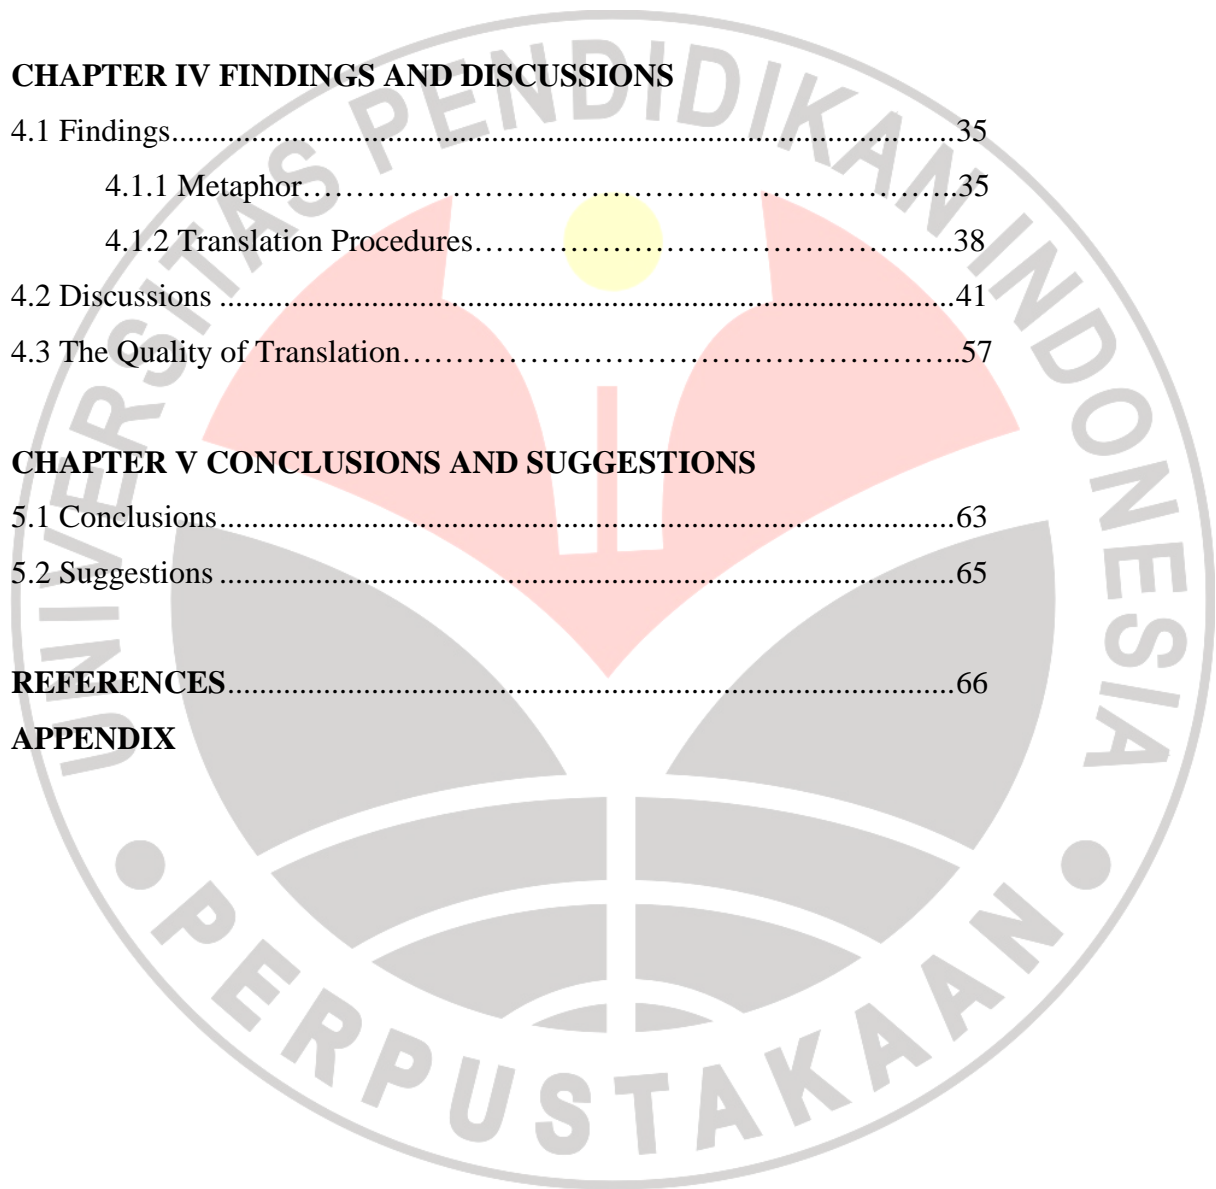 CHAPTER IV FINDINGS AND DISCUSSIONS
4.1 Findings.................................................................................................35
4.1.1 Metaphor………………………………………………………………..35
4.1.2 Translation Procedures……………………………………………....38
4.2 Discussions ...........................................................................................41
4.3 The Quality of Translation……………………………………………………..57
CHAPTER V CONCLUSIONS AND SUGGESTIONS
5.1 Conclusions...........................................................................................63
5.2 Suggestions ...........................................................................................65
REFERENCES..........................................................................................66
APPENDIX
UNIVERSITAS PENDIDIKAN INDONESIA
PERPUSTAKAAN